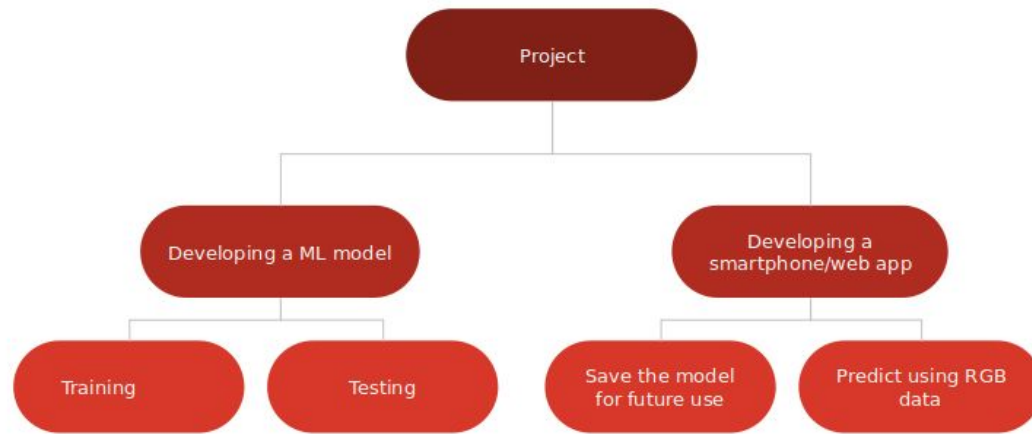 Project
Developing a ML model
Developing a
smartphone/web app
Training
Testing
Save the model
for future use
Predict using RGB
data